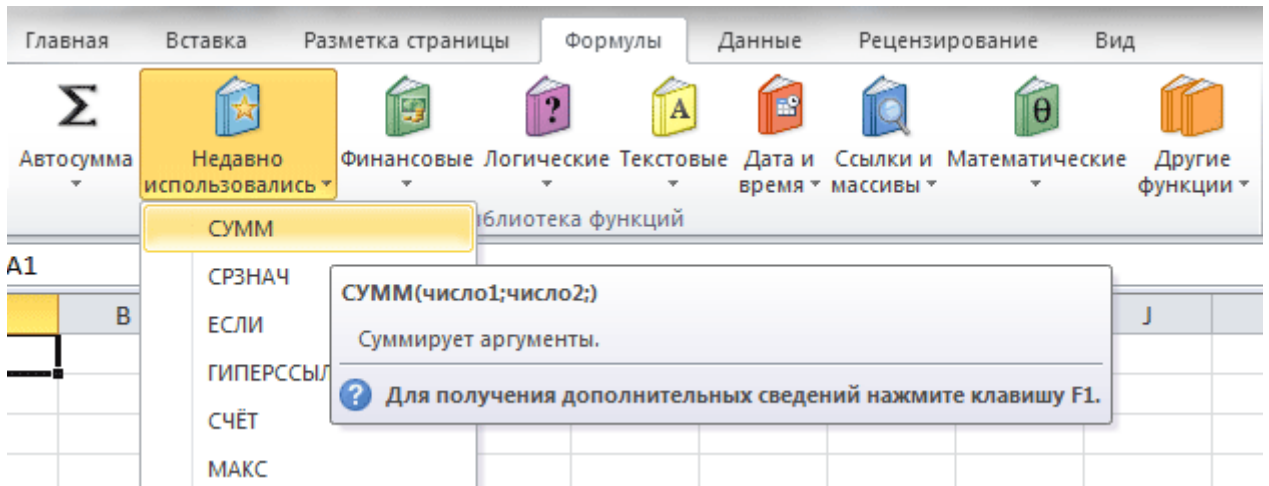 Главная Вставка Разметка страницы Формулы Данные Рецензирование Вид
Σ ? A θ
Автосумма Недавно использовались Финансовые Логические Текстовые Дата и время Ссылки и массивы Математические Другие функции
иблиотека функций
СУММ
A1
СРЗНАЧ
СУММ(число1;число2;)
B J
ЕСЛИ
Суммирует аргументы.
ГИПЕРССЫЛ
? Для получения дополнительных сведений нажмите клавишу F1.
СЧЁТ
МАКС